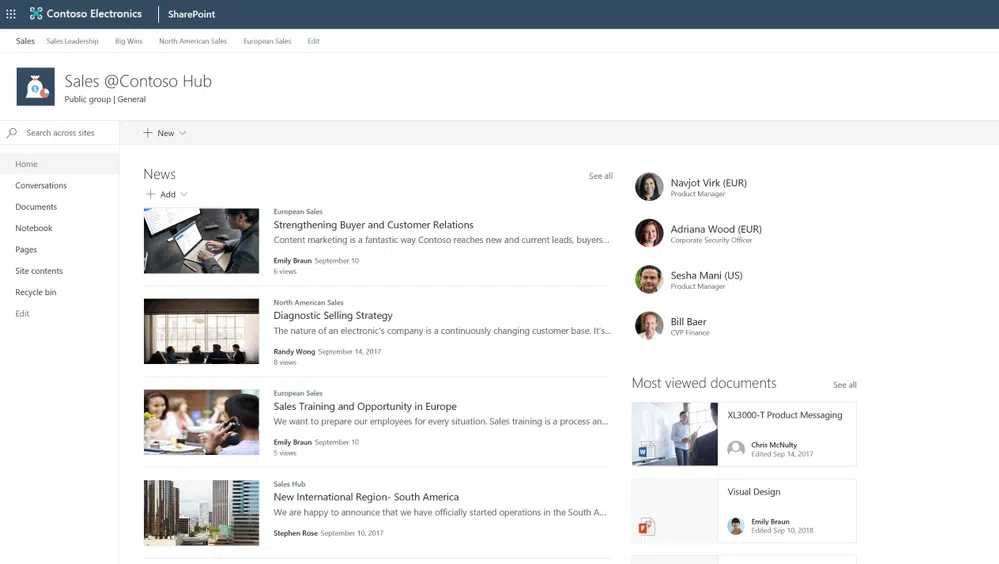 Contoso Electronics SharePoint
Sales Sales Leadership Big Wins North American Sales European Sales Edit
Sales @Contoso Hub
Public group | General
Search across sites
New
Home
Conversations
Documents
Notebook
Pages
Site contents
Recycle bin
Edit
News
See all
Add
European Sales
Strengthening Buyer and Customer Relations
Content marketing is a fantastic way Contoso reaches new and current leads, buyers...
Emily Braun September 10
6 views
North American Sales
Diagnostic Selling Strategy
The nature of an electronic's company is a continuously changing customer base. It's...
Randy Wong September 14, 2017
8 views
European Sales
Sales Training and Opportunity in Europe
We want to prepare our employees for every situation. Sales training is a process an...
Emily Braun September 10
5 views
Sales Hub
New International Region- South America
We are happy to announce that we have officially started operations in the South A...
Stephen Rose September 10, 2017
Navjot Virk (EUR)
Product Manager
Adriana Wood (EUR)
Corporate Security Officer
Sesha Mani (US)
Product Manager
Bill Baer
CVP Finance
Most viewed documents
See all
XL3000-T Product Messaging
Chris McNulty
Edited Sep 14, 2017
Visual Design
Emily Braun
Edited Sep 10, 2018